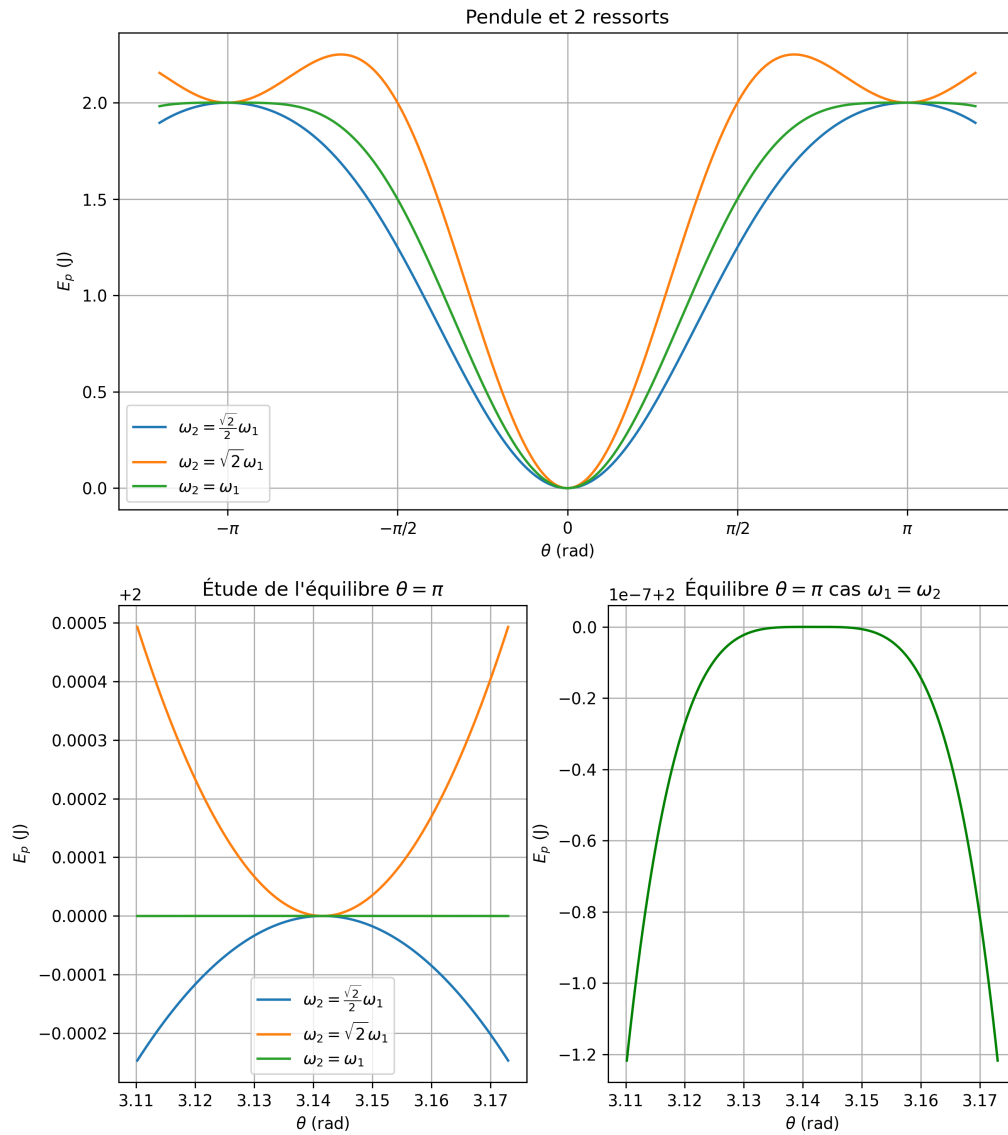 Pendule et 2 ressorts
E_p (J)
2.0
1.5
1.0
0.5
0.0
ω₂ = √2/2 ω₁
ω₂ = √2ω₁
ω₂ = ω₁
−π
−π/2
0
π/2
π
θ (rad)
Étude de l'équilibre θ = π
+2
E_p (J)
0.0005
0.0004
0.0003
0.0002
0.0001
0.0000
−0.0001
−0.0002
ω₂ = √2/2 ω₁
ω₂ = √2ω₁
ω₂ = ω₁
3.11
3.12
3.13
3.14
3.15
3.16
3.17
θ (rad)
Équilibre θ = π cas ω₁ = ω₂
1e−7+2
E_p (J)
0.0
−0.2
−0.4
−0.6
−0.8
−1.0
−1.2
3.11
3.12
3.13
3.14
3.15
3.16
3.17
θ (rad)